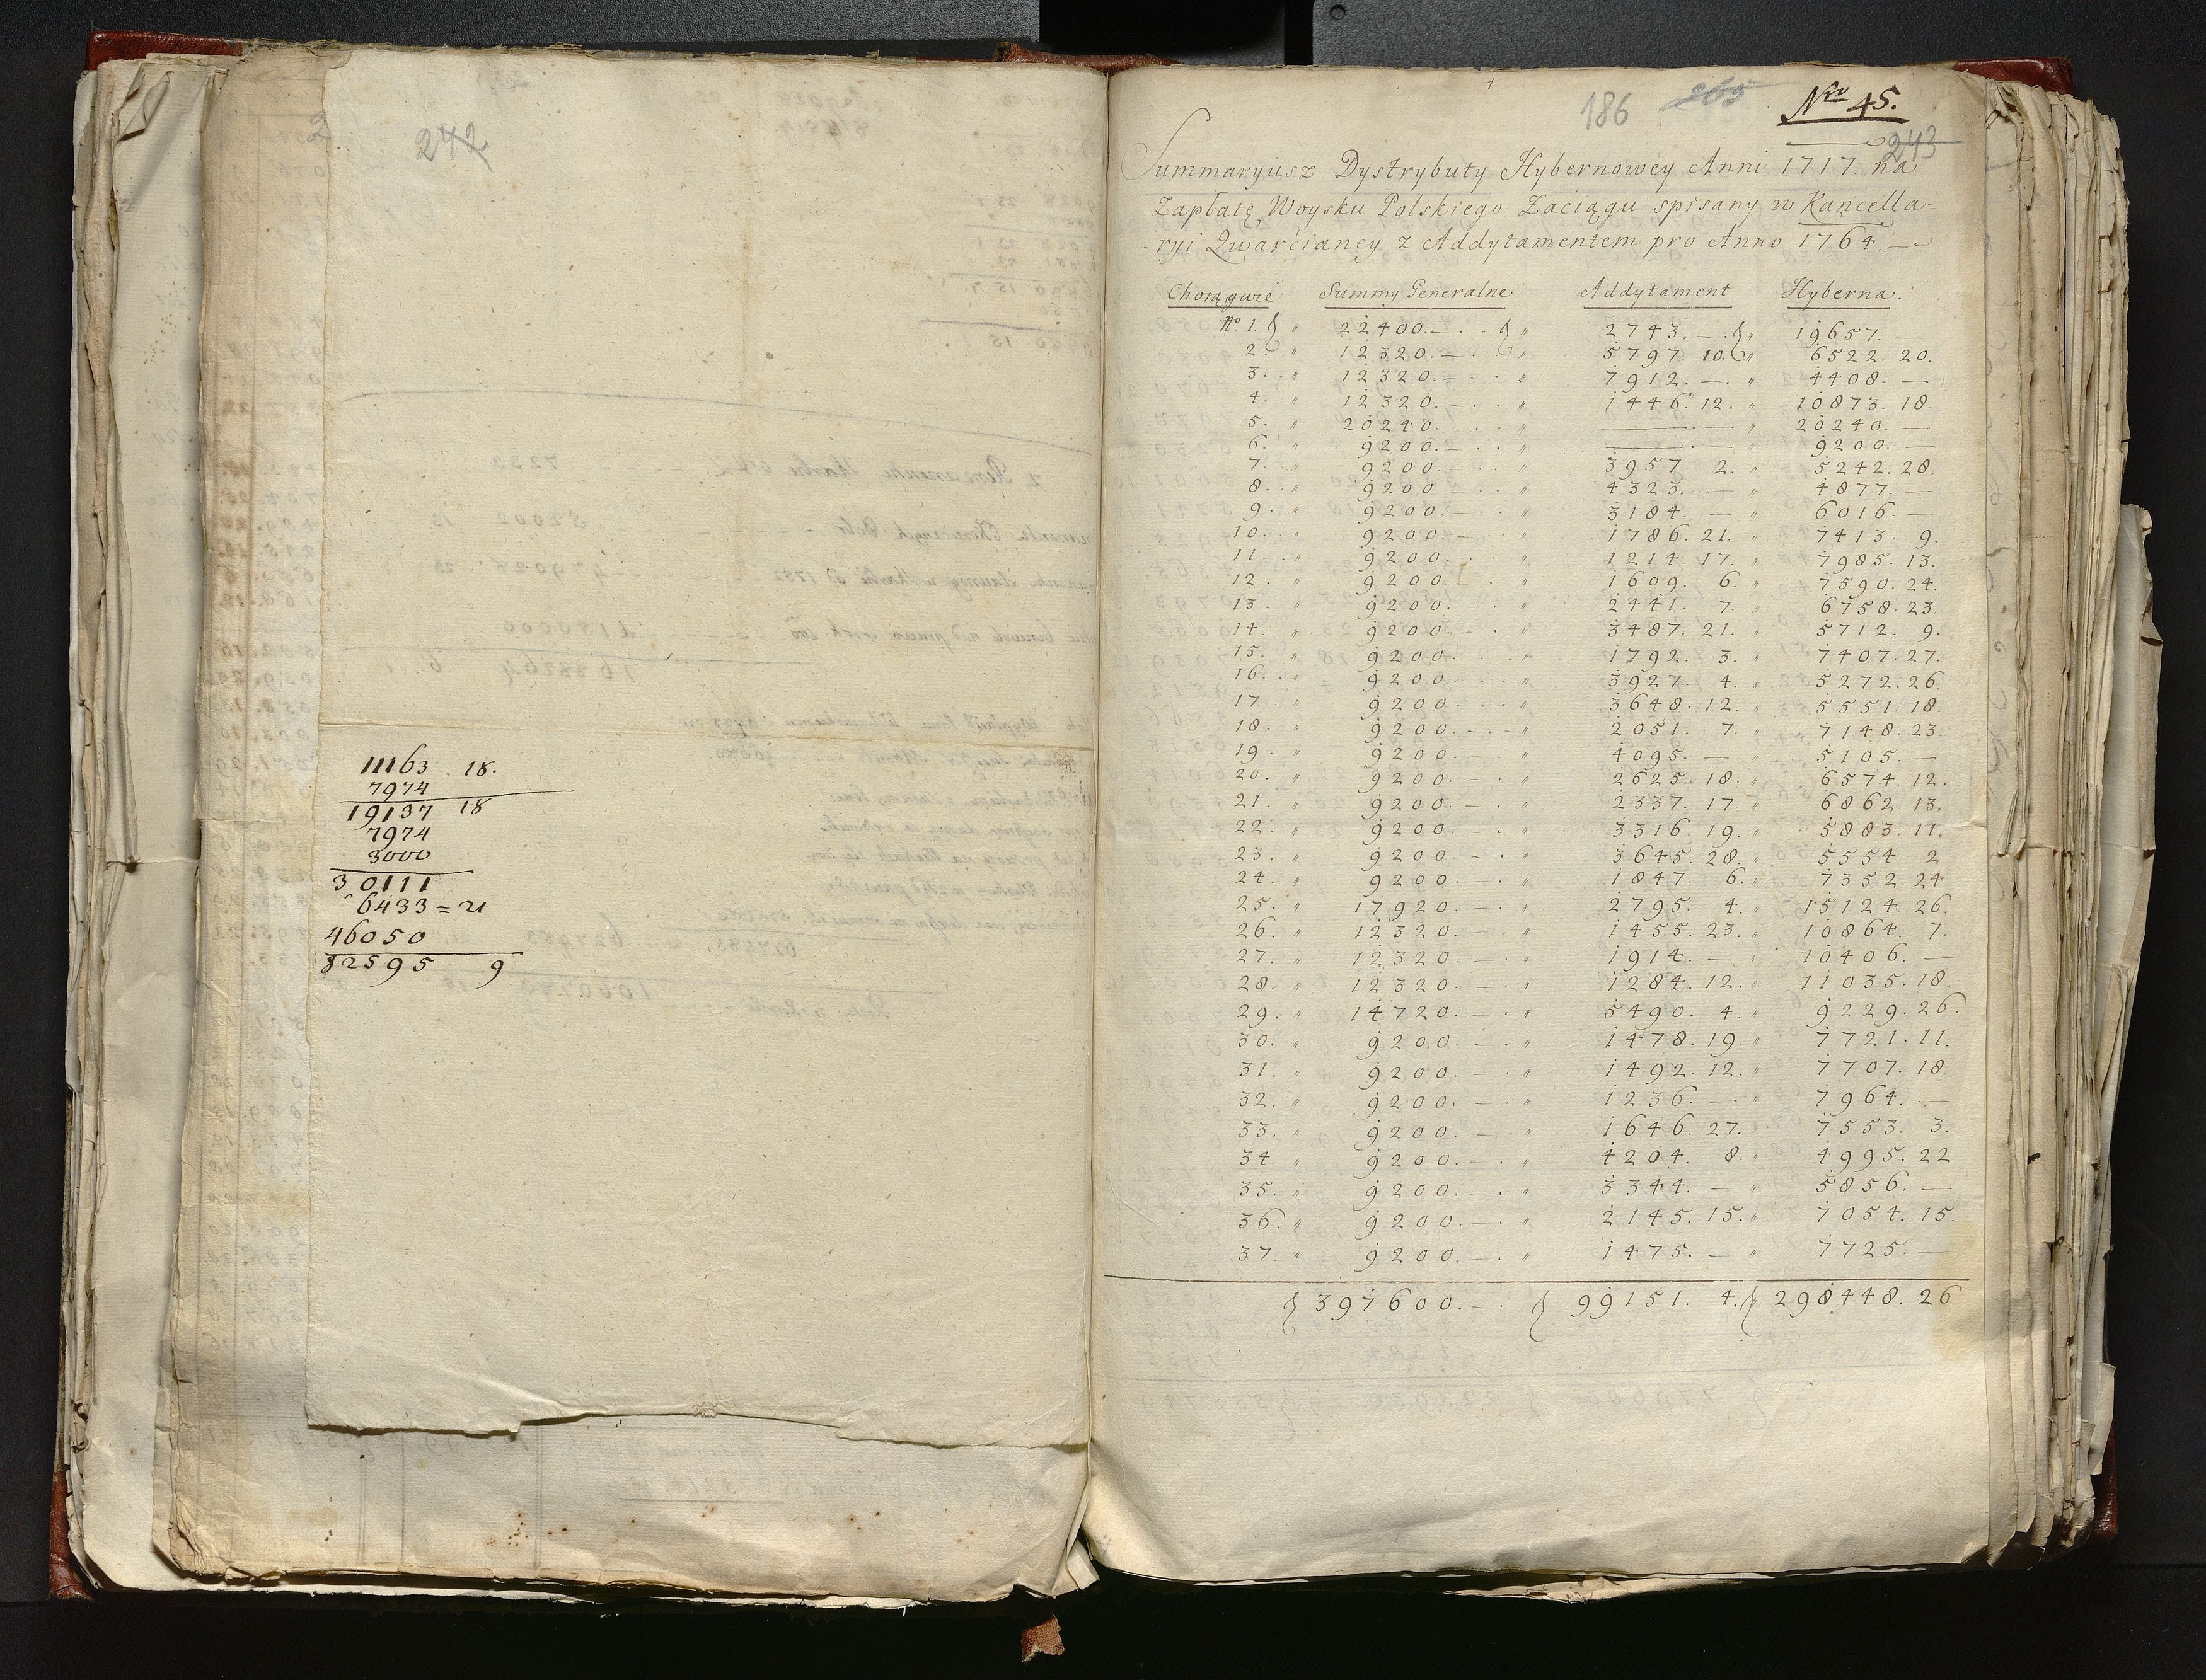 242
11163 18.
7974
19137 18
7974
3000
30111
6433 = 21
46050
82595 9
186 265 Nro 45.
243
Summaryusz Dystrybuty Hybernowey Anni 1717 na
Zapłatę Woysku Polskiego Zaciągu spisany w Kancella=
ryi Qwarcianey z Addytamentem pro Anno 1764.
Chorągwie Summy Generalne Addytament Hyberna.
No. 1. " 22400. — " 2743. — " 19657. —
2. " 12320. — " 5797. 10. " 6522. 20.
3. " 12320. — " 7912. — " 4408. —
4. " 12320. — " 1446. 12. " 10873. 18
5. " 20240. — " — — " 20240. —
6. " 9200. — " — — " 9200. —
7. " 9200. — " 3957. 2. " 5242. 28
8. " 9200. — " 4323. — " 4877. —
9. " 9200. — " 3184. — " 6016. —
10. " 9200. — " 1786. 21. " 7413. 9.
11. " 9200. " 1214. 17. " 7985. 13.
12. " 9200. " 1609. 6. " 7590. 24.
13. " 9200. — " 2441. 7. " 6758. 23.
14. " 9200. — " 3487. 21. " 5712. 9.
15. " 9200. " 1792. 3. " 7407. 27.
16. " 9200. " 3927. 4. " 5272. 26.
17. " 9200. " 3648. 12. " 5551. 18.
18. " 9200. — " 2051. 7. " 7148. 23.
19. " 9200. — " 4095. — " 5105. —
20. " 9200. — " 2625. 18. " 6574. 12.
21. " 9200. — " 2337. 17. " 6862. 13.
22. " 9200. — " 3316. 19. " 5883. 11.
23. " 9200. — " 3645. 28. " 5554. 2
24. " 9200. — " 1847. 6. " 7352. 24
25. " 17920. — " 2795. 4. " 15124. 26.
26. " 12320. — " 1455. 23. " 10864. 7.
27. " 12320. — " 1914. — " 10406. —
28. " 12320. — " 1284. 12. " 11035. 18.
29. " 14720. — " 5490. 4. " 9229. 26.
30. " 9200. — " 1478. 19. " 7721. 11.
31. " 9200. — " 1492. 12. " 7707. 18.
32. " 9200. — " 1236. — " 7964. —
33. " 9200. — " 1646. 27. " 7553. 3.
34. " 9200. — " 4204. 8. " 4995. 22
35. " 9200. — " 3344. — " 5856. —
36. " 9200. — " 2145. 15. " 7054. 15.
37. " 9200. — " 1475. — " 7725. —
397600. — 99151. 4. 298448. 26